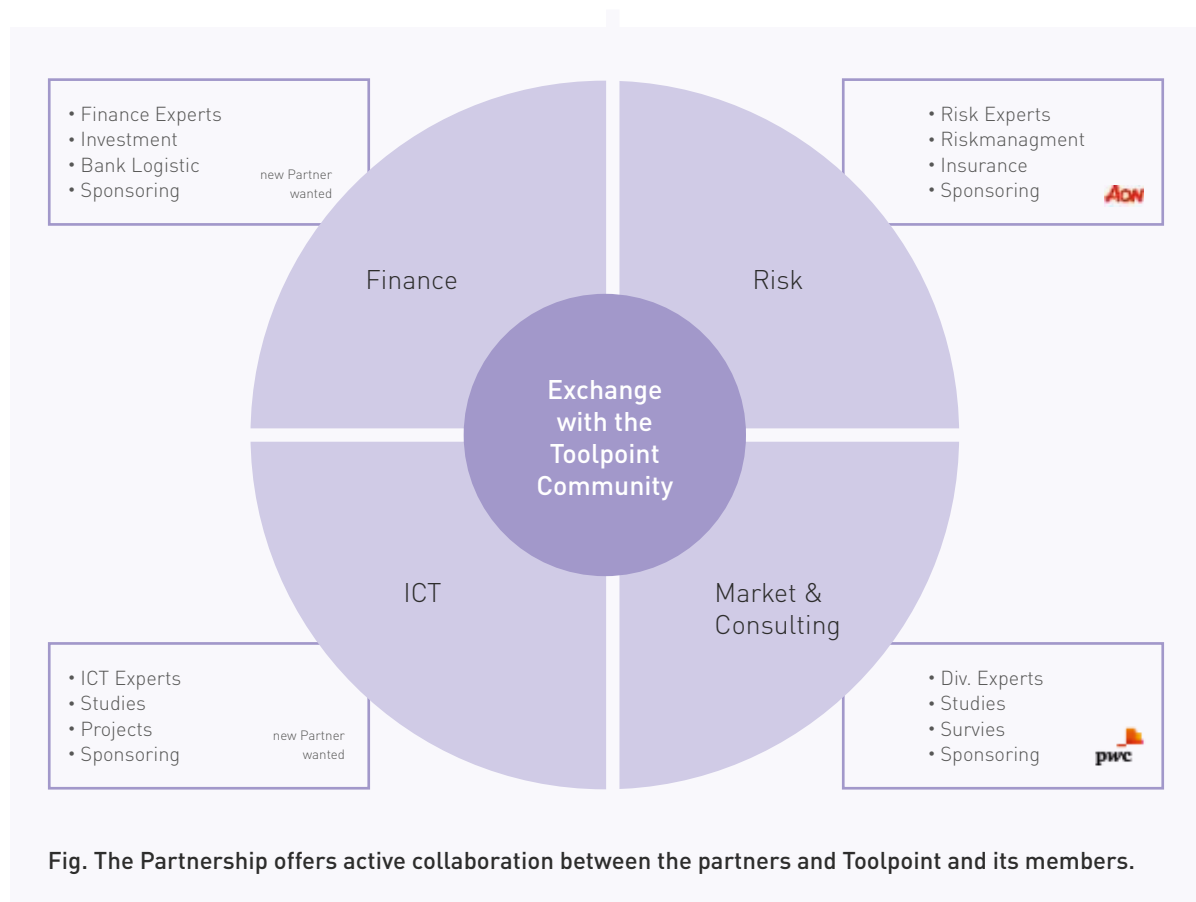 • Finance Experts
• Investment
• Bank Logistic
• Sponsoring
new Partner
wanted
• Risk Experts
• Riskmanagment
• Insurance
• Sponsoring
AON
Finance
Risk
Exchange
with the
Toolpoint
Community
ICT
Market &
Consulting
• ICT Experts
• Studies
• Projects
• Sponsoring
new Partner
wanted
• Div. Experts
• Studies
• Survies
• Sponsoring
pwc
Fig. The Partnership offers active collaboration between the partners and Toolpoint and its members.